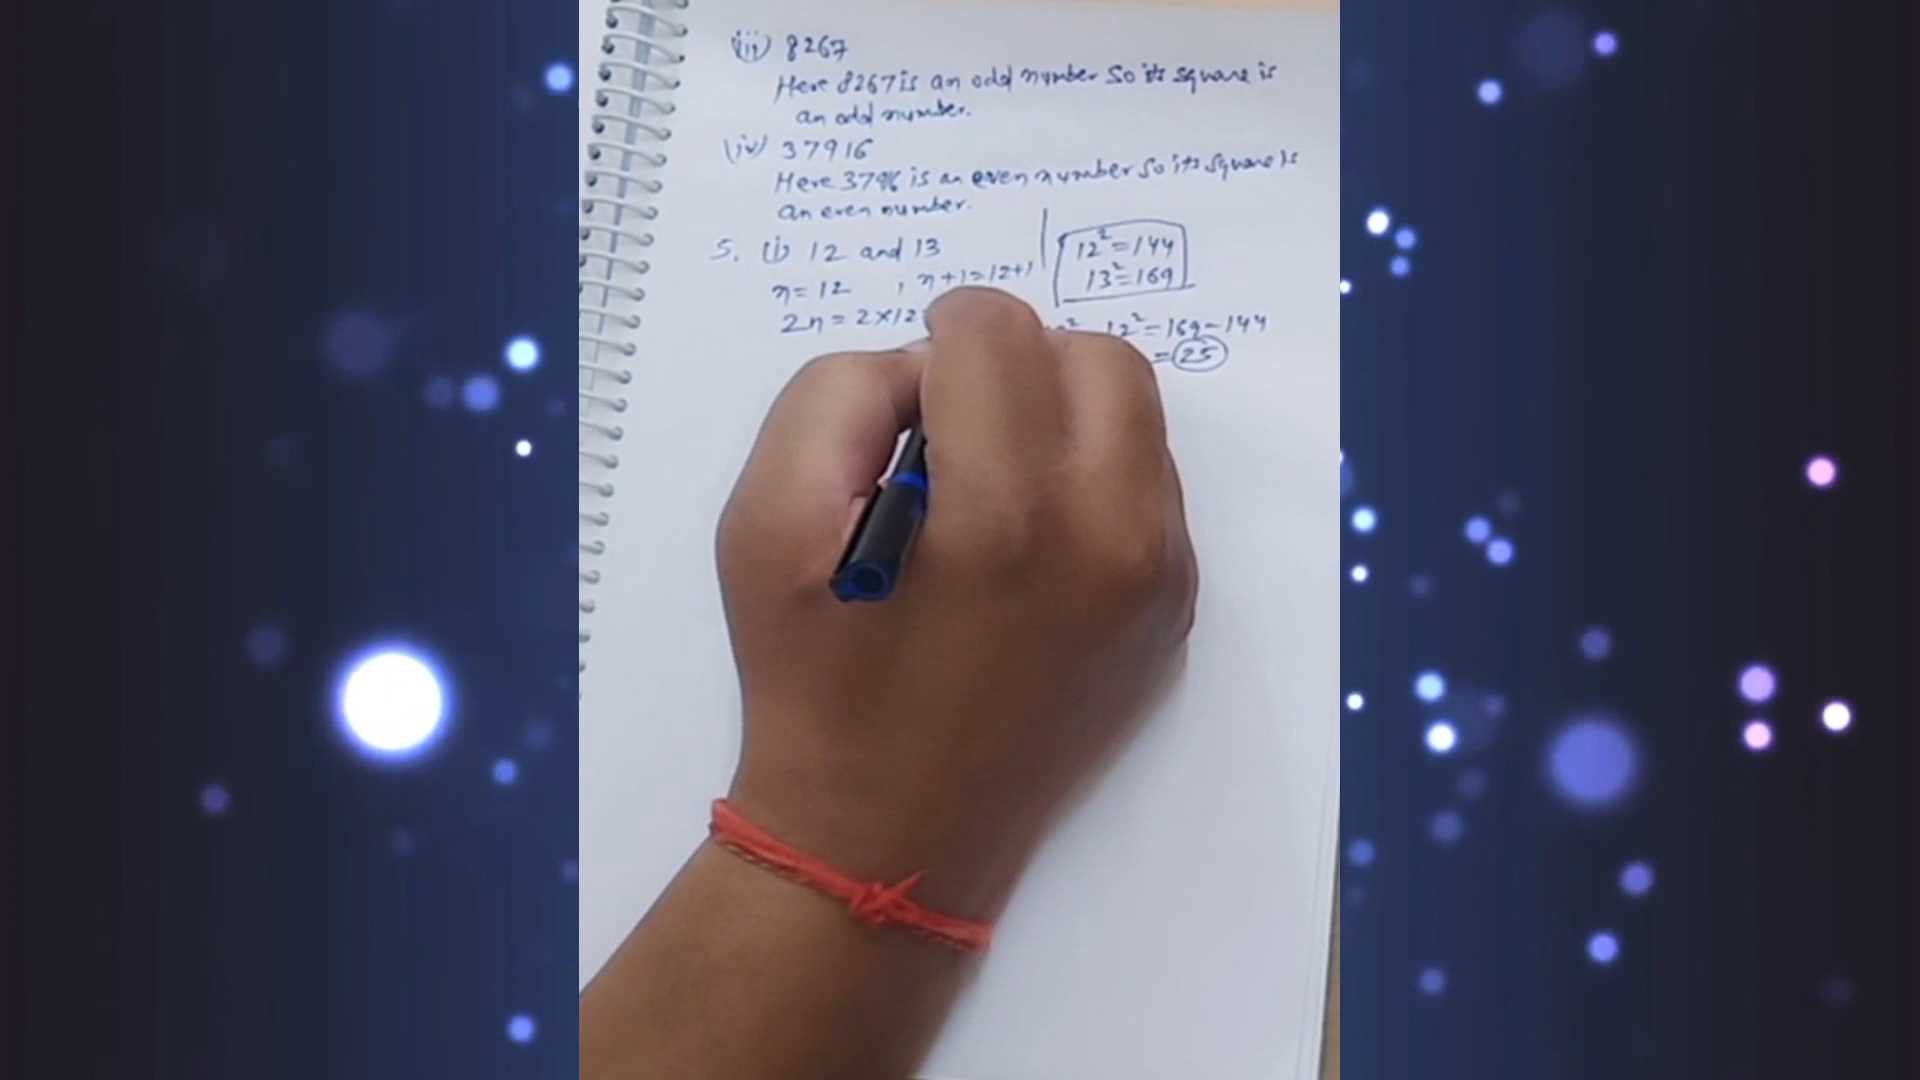 (iii) 8267
Here 8267 is an odd number so its square is
an odd number.
(iv) 37916
Here 3796 is an even number so its square is
an even number.
5. (i) 12 and 13
n = 12 , n+1=12+1
2n = 2×12=
12²=144
13²=169
12²=169-144
=25